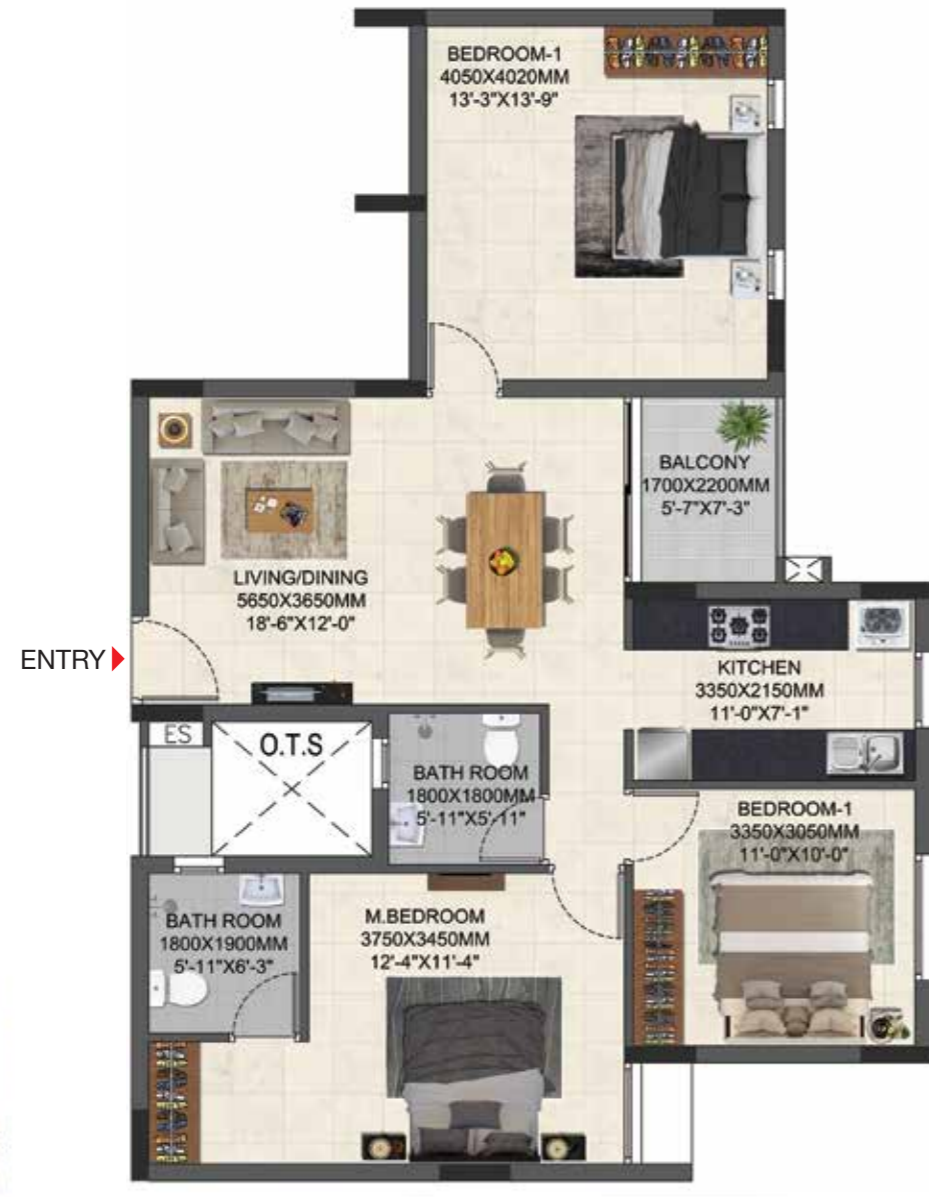 BEDROOM-1
4050X4020MM
13'-3"X13'-9"
BALCONY
1700X2200MM
5'-7"X7'-3"
LIVING/DINING
5650X3650MM
18'-6"X12'-0"
ENTRY
KITCHEN
3350X2150MM
11'-0"X7'-1"
ES
O.T.S
BATH ROOM
1800X1800MM
5'-11"X5'-11"
BEDROOM-1
3350X3050MM
11'-0"X10'-0"
BATH ROOM
1800X1900MM
5'-11"X6'-3"
M.BEDROOM
3750X3450MM
12'-4"X11'-4"